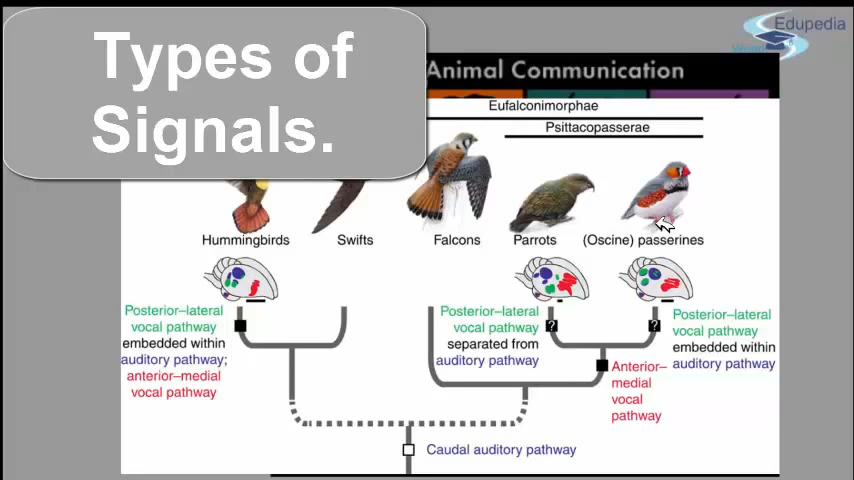 Types of
Signals.
Animal Communication
Edupedia
Eufalconimorphae
Psittacopasserae
Hummingbirds
Swifts
Falcons
Parrots
(Oscine) passerines
Posterior–lateral
vocal pathway
embedded within
auditory pathway;
anterior–medial
vocal pathway
Posterior–lateral
vocal pathway
separated from
auditory pathway
?
?
Posterior–lateral
vocal pathway
embedded within
auditory pathway
Anterior–
medial
vocal
pathway
Caudal auditory pathway